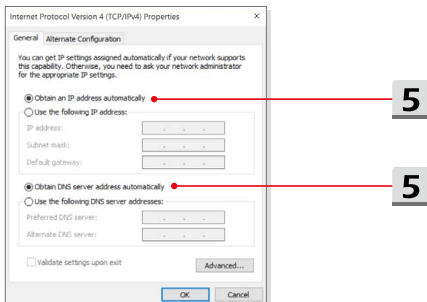 Internet Protocol Version 4 (TCP/IPv4) Properties
General
Alternate Configuration
You can get IP settings assigned automatically if your network supports
this capability. Otherwise, you need to ask your network administrator
for the appropriate IP settings.
Obtain an IP address automatically
5
Use the following IP address:
IP address:
Subnet mask:
Default gateway:
Obtain DNS server address automatically
5
Use the following DNS server addresses:
Preferred DNS server:
Alternate DNS server:
Validate settings upon exit
Advanced...
OK
Cancel